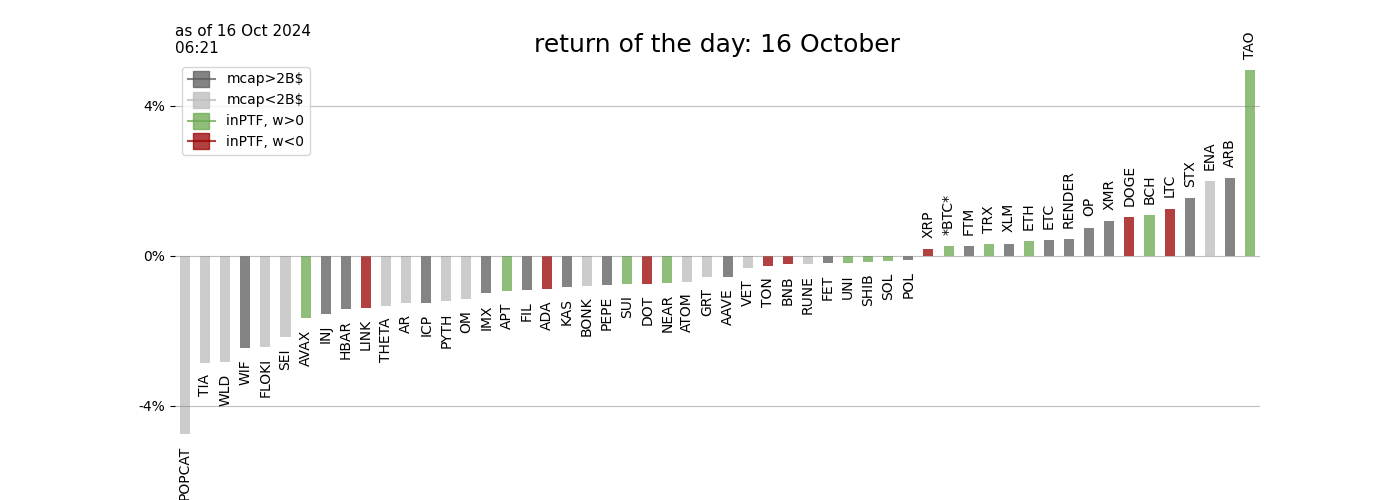 as of 16 Oct 2024
06:21
return of the day: 16 October
mcap>2B$
mcap<2B$
inPTF, w>0
inPTF, w<0
4%
0%
-4%
POPCAT
TIA
WLD
WIF
FLOKI
SEI
AVAX
INJ
HBAR
LINK
THETA
AR
ICP
PYTH
OM
IMX
APT
FIL
ADA
KAS
BONK
PEPE
SUI
DOT
NEAR
ATOM
GRT
AAVE
VET
TON
BNB
RUNE
FET
UNI
SHIB
SOL
POL
XRP
*BTC*
FTM
TRX
XLM
ETH
ETC
RENDER
OP
XMR
DOGE
BCH
LTC
STX
ENA
ARB
TAO